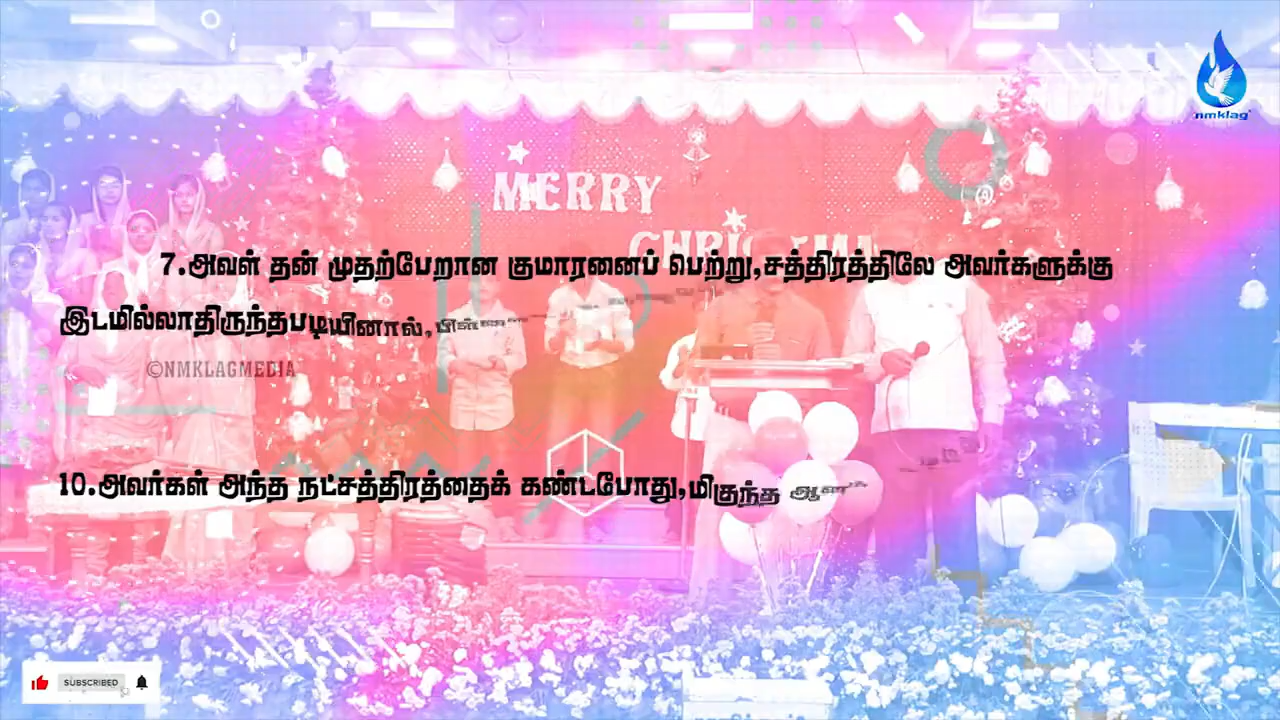 nmklag
MERRY
7.அவள் தன் முதற்பேறான குமாரனைப் பெற்று,சத்திரத்திலே அவர்களுக்கு
இடமில்லாதிருந்தபடியினால்,
©NMKLAGMEDIA
10.அவர்கள் அந்த நட்சத்திரத்தைக் கண்டபோது,மிகுந்த
SUBSCRIBED